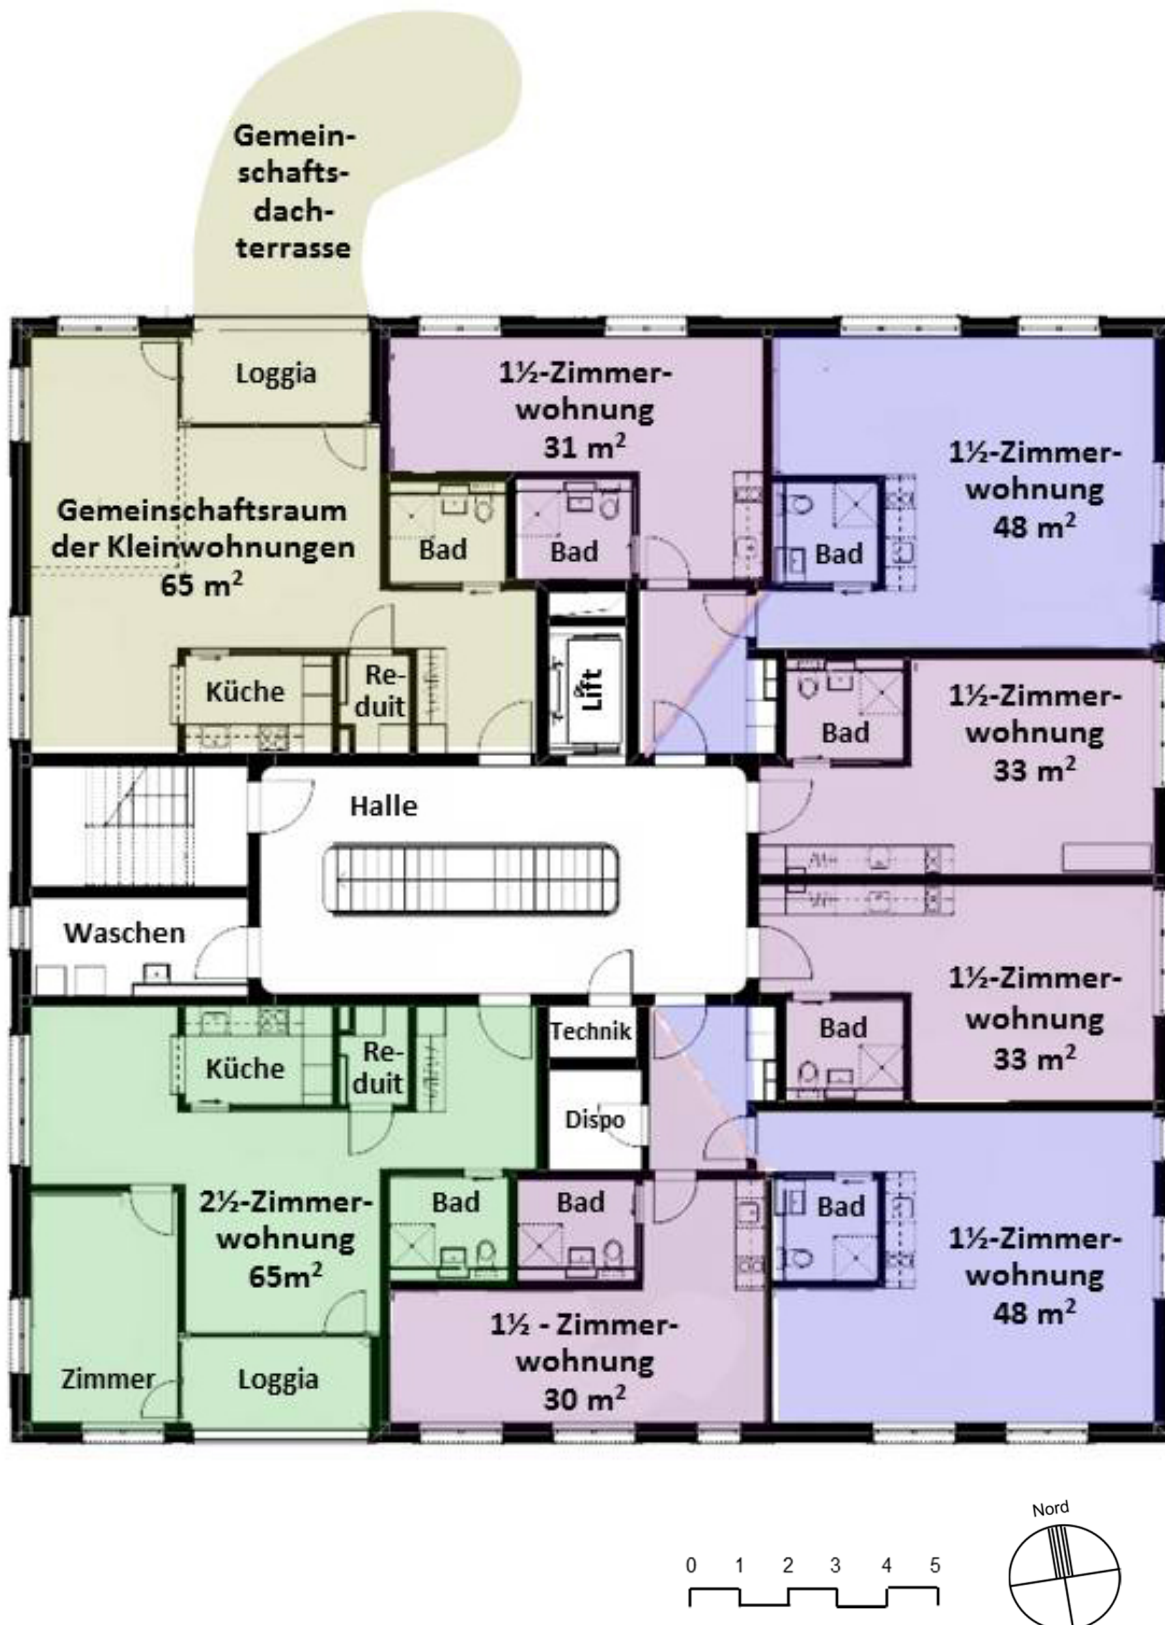 Gemein-
schafts-
dach-
terrasse
Loggia
1½-Zimmer-
wohnung
31 m²
1½-Zimmer-
wohnung
48 m²
Gemeinschaftsraum
der Kleinwohnungen
65 m²
Bad
Bad
Bad
Küche
Re-
duit
Lift
1½-Zimmer-
wohnung
33 m²
Bad
Halle
Waschen
1½-Zimmer-
wohnung
33 m²
Bad
Küche
Re-
duit
Technik
Dispo
2½-Zimmer-
wohnung
65m²
Bad
Bad
Bad
1½-Zimmer-
wohnung
48 m²
1½ - Zimmer-
wohnung
30 m²
Zimmer
Loggia
Nord
0 1 2 3 4 5